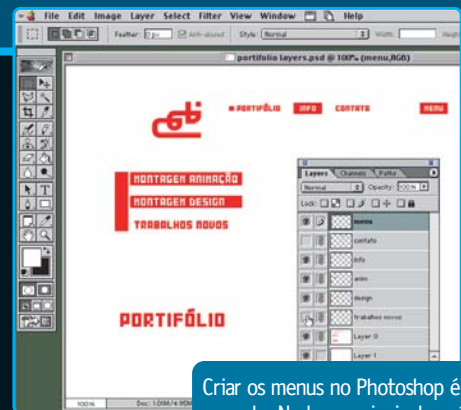 File Edit Image Layer Select Filter View Window Help
Feather: 0 px Anti-aliased Style: Normal Width: Height
portifolio layers.psd @ 100% (menu,RGB)
PORTIFÓLIO INFO CONTATO MENU
MONTAGEM ANIMAÇÃO
MONTAGEM DESIGN
TRABALHOS NOVOS
Layers Channels Paths
Normal Opacity: 100%
Lock:
menu
contato
info
anim
design
trabalhos novos
Layer 0
Layer 1
PORTIFÓLIO
100% Doc: 1.01M/4.95M
Criar os menus no Photoshop é